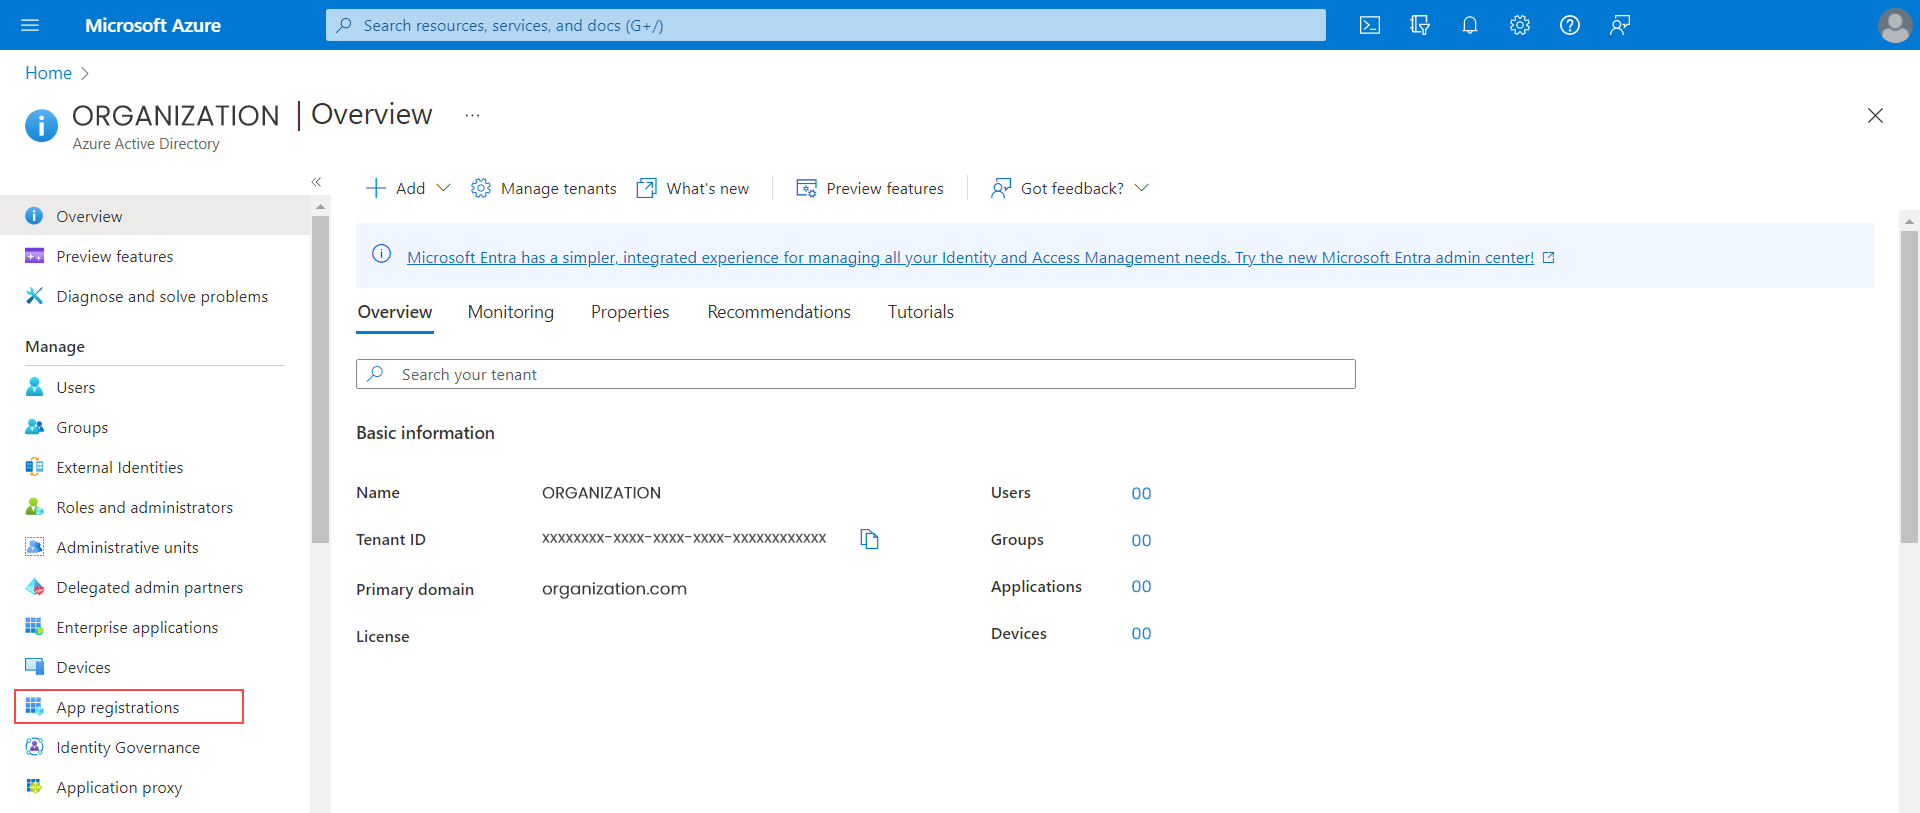 Microsoft Azure
Search resources, services, and docs (G+/)
Home
ORGANIZATION | Overview ...
Azure Active Directory
Overview
Preview features
Diagnose and solve problems
Manage
Users
Groups
External Identities
Roles and administrators
Administrative units
Delegated admin partners
Enterprise applications
Devices
App registrations
Identity Governance
Application proxy
Add
Manage tenants
What's new
Preview features
Got feedback?
Microsoft Entra has a simpler, integrated experience for managing all your Identity and Access Management needs. Try the new Microsoft Entra admin center!
Overview
Monitoring
Properties
Recommendations
Tutorials
Search your tenant
Basic information
Name ORGANIZATION
Tenant ID xxxxxxxx-xxxx-xxxx-xxxx-xxxxxxxxxxxx
Primary domain organization.com
License
Users 00
Groups 00
Applications 00
Devices 00